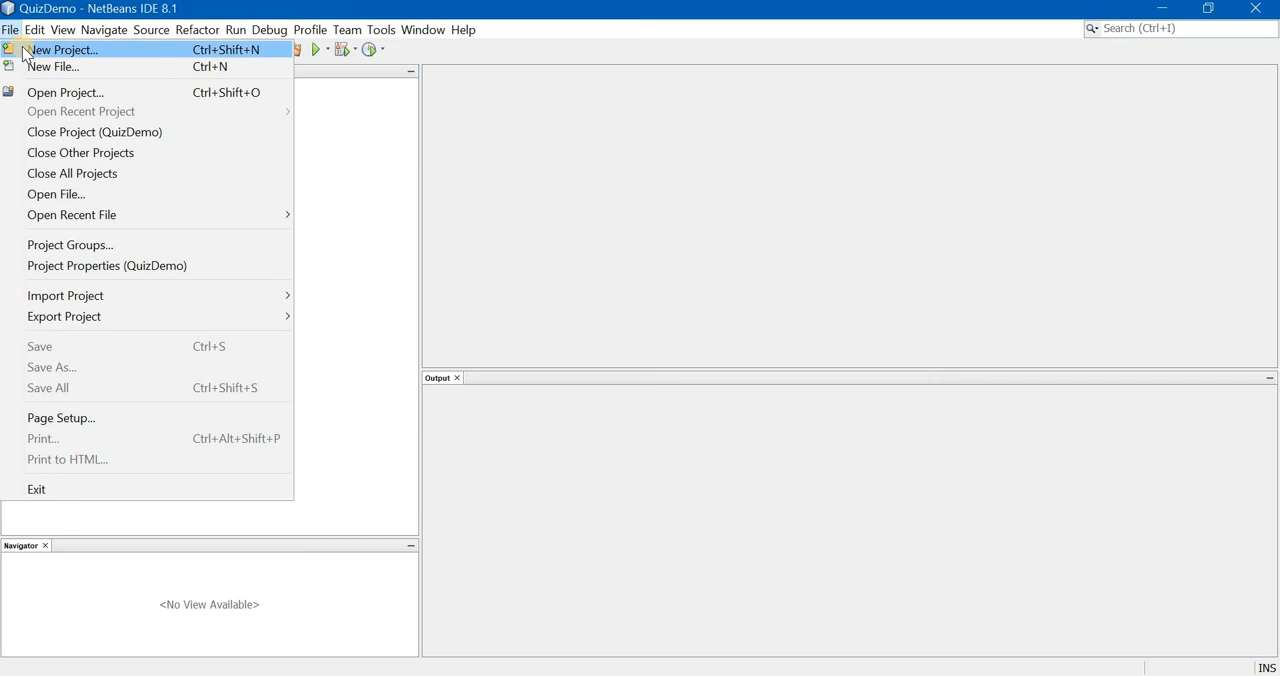 QuizDemo - NetBeans IDE 8.1
File Edit View Navigate Source Refactor Run Debug Profile Team Tools Window Help
Search (Ctrl+I)
New Project... Ctrl+Shift+N
New File... Ctrl+N
Open Project... Ctrl+Shift+O
Open Recent Project
Close Project (QuizDemo)
Close Other Projects
Close All Projects
Open File...
Open Recent File
Project Groups...
Project Properties (QuizDemo)
Import Project
Export Project
Save Ctrl+S
Save As...
Save All Ctrl+Shift+S
Page Setup...
Print... Ctrl+Alt+Shift+P
Print to HTML...
Exit
Output
Navigator
<No View Available>
INS